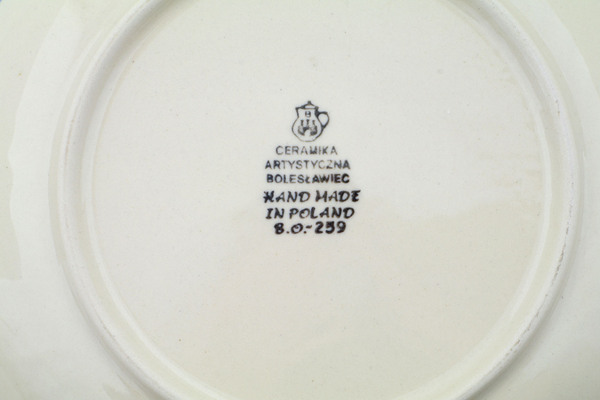 CERAMIKA
ARTYSTYCZNA
BOLESŁAWIEC
HAND MADE
IN POLAND
B.O.-259